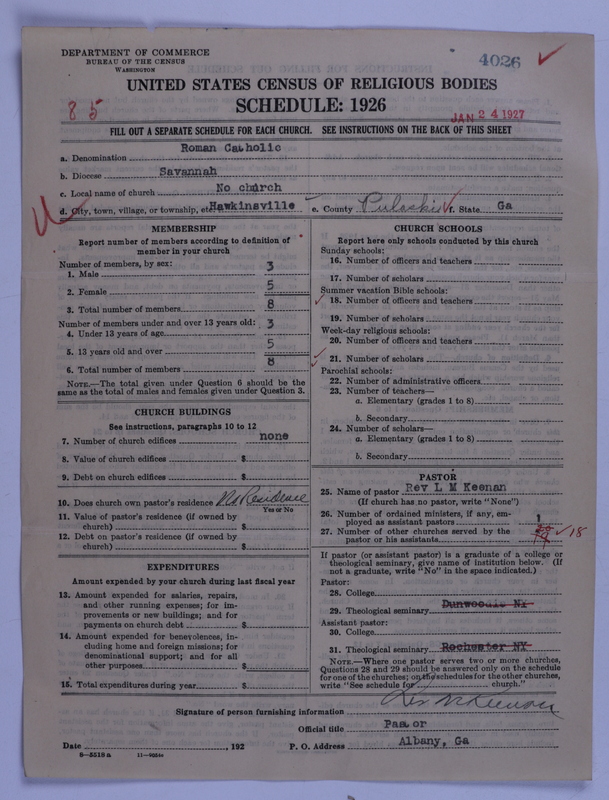 DEPARTMENT OF COMMERCE
BUREAU OF THE CENSUS
WASHINGTON
4026
UNITED STATES CENSUS OF RELIGIOUS BODIES
SCHEDULE: 1926
8 5
JAN 24 1927
FILL OUT A SEPARATE SCHEDULE FOR EACH CHURCH. SEE INSTRUCTIONS ON THE BACK OF THIS SHEET
a. Denomination Roman Catholic
b. Diocese Savannah
c. Local name of church No church
d. City, town, village, or township, etc. Hawkinsville e. County Pulaski f. State Ga
MEMBERSHIP
Report number of members according to definition of
member in your church
Number of members, by sex:
1. Male 3
2. Female 5
3. Total number of members 8
Number of members under and over 13 years old:
4. Under 13 years of age 3
5. 13 years old and over 5
6. Total number of members 8
NOTE.—The total given under Question 6 should be the
same as the total of males and females given under Question 3.
CHURCH BUILDINGS
See instructions, paragraphs 10 to 12
7. Number of church edifices none
8. Value of church edifices $
9. Debt on church edifices $
10. Does church own pastor's residence No Residence
Yes or No
11. Value of pastor's residence (if owned by
church) $
12. Debt on pastor's residence (if owned by
church) $
EXPENDITURES
Amount expended by your church during last fiscal year
13. Amount expended for salaries, repairs,
and other running expenses; for im-
provements or new buildings; and for
payments on church debt $
14. Amount expended for benevolences, in-
cluding home and foreign missions; for
denominational support; and for all
other purposes $
15. Total expenditures during year $
CHURCH SCHOOLS
Report here only schools conducted by this church
Sunday schools:
16. Number of officers and teachers
17. Number of scholars
Summer vacation Bible schools:
18. Number of officers and teachers
19. Number of scholars
Week-day religious schools:
20. Number of officers and teachers
21. Number of scholars
Parochial schools:
22. Number of administrative officers
23. Number of teachers—
a. Elementary (grades 1 to 8)
b. Secondary
24. Number of scholars—
a. Elementary (grades 1 to 8)
b. Secondary
PASTOR
25. Name of pastor Rev L M Keenan
(If church has no pastor, write "None")
26. Number of ordained ministers, if any, em-
ployed as assistant pastors 1
27. Number of other churches served by the
pastor or his assistants 18
If pastor (or assistant pastor) is a graduate of a college or
theological seminary, give name of institution below. (If
not a graduate, write "No" in the space indicated.)
Pastor:
28. College
29. Theological seminary Dunwoodie NY
Assistant pastor:
30. College
31. Theological seminary Rochester NY
NOTE.—Where one pastor serves two or more churches,
Questions 28 and 29 should be answered only on the schedule
for one of the churches; on the schedules for the other churches,
write "See schedule for church."
Signature of person furnishing information Keenan
Official title Pastor
Date , 192 P. O. Address Albany, Ga
8—5518 A